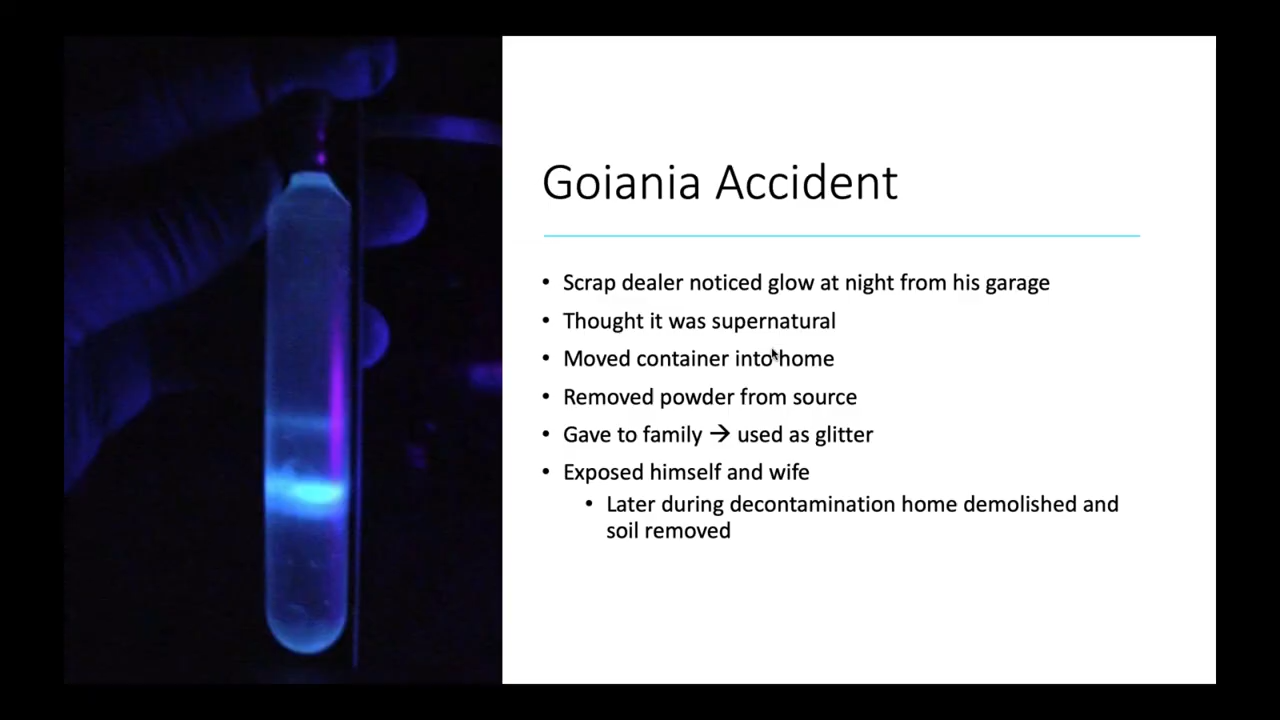 Goiania Accident
• Scrap dealer noticed glow at night from his garage
• Thought it was supernatural
• Moved container into home
• Removed powder from source
• Gave to family → used as glitter
• Exposed himself and wife
• Later during decontamination home demolished and
soil removed